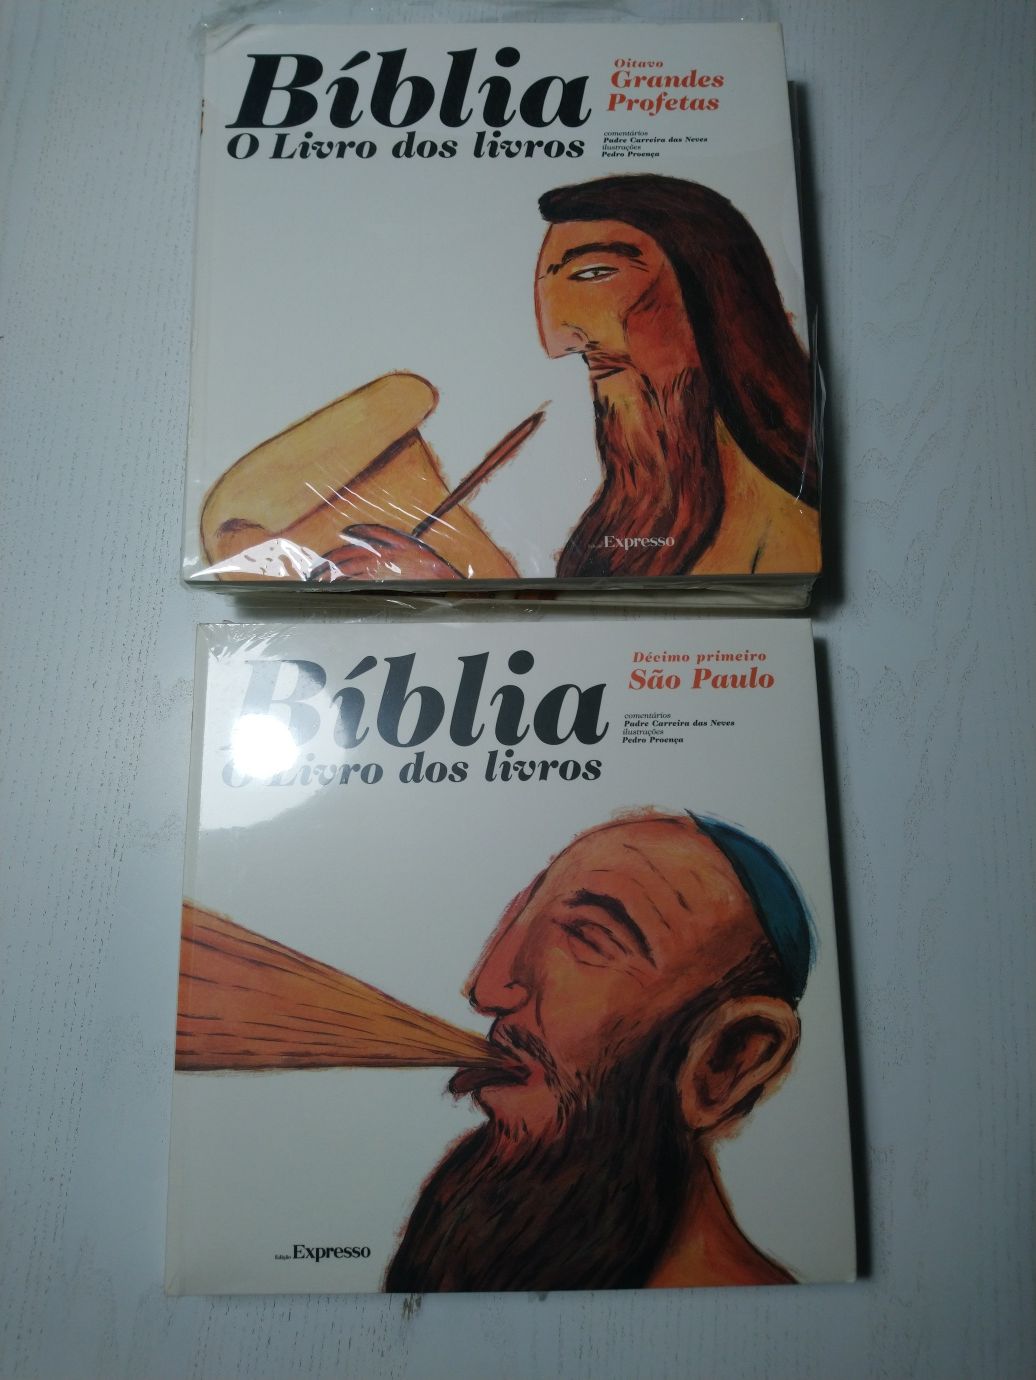 Bíblia
O Livro dos livros
Oitavo
Grandes
Profetas
comentários
Padre Carreira das Neves
ilustrações
Pedro Proença
Edição Expresso
Bíblia
O Livro dos livros
Décimo primeiro
São Paulo
comentários
Padre Carreira das Neves
ilustrações
Pedro Proença
Edição Expresso